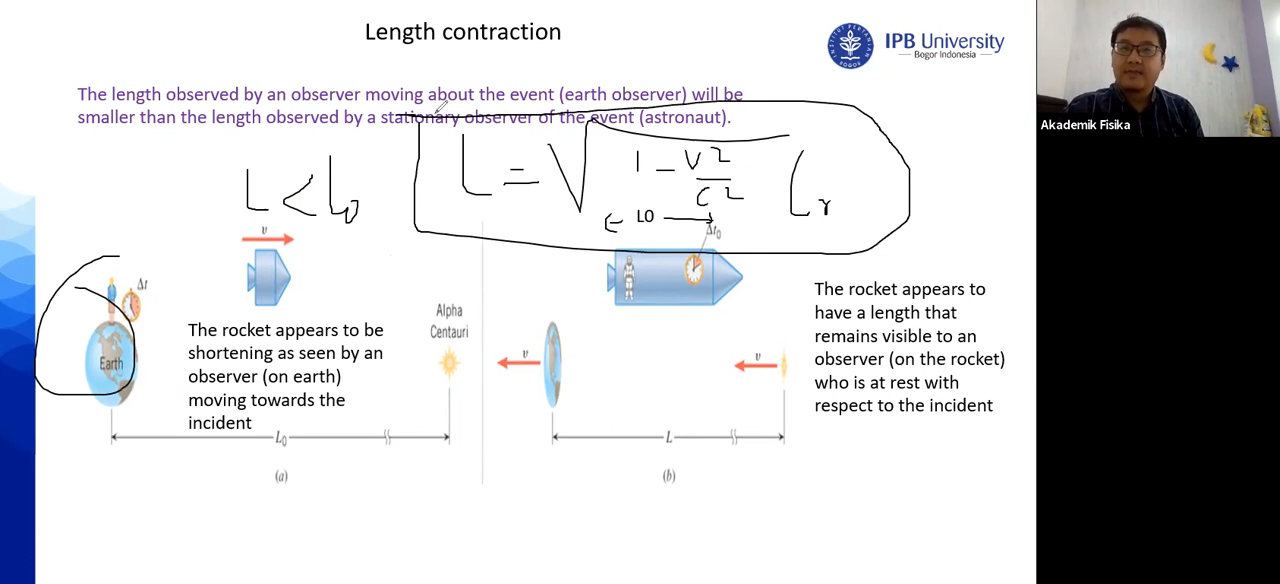 Length contraction
IPB University
Bogor Indonesia
INSTITUT PERTANIAN
BOGOR
Akademik Fisika
The length observed by an observer moving about the event (earth observer) will be
smaller than the length observed by a stationary observer of the event (astronaut).
L < L0
L = √ 1 - v²/c² Lr
L0
v
Δt
Earth
The rocket appears to be
shortening as seen by an
observer (on earth)
moving towards the
incident
Alpha
Centauri
L0
(a)
Δt0
v
v
L
(b)
The rocket appears to
have a length that
remains visible to an
observer (on the rocket)
who is at rest with
respect to the incident